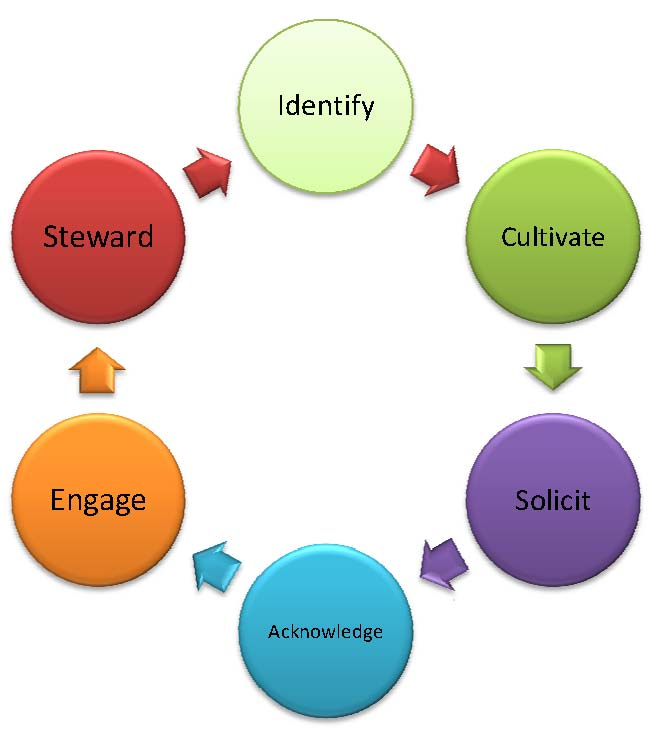 Identify
Cultivate
Solicit
Acknowledge
Engage
Steward